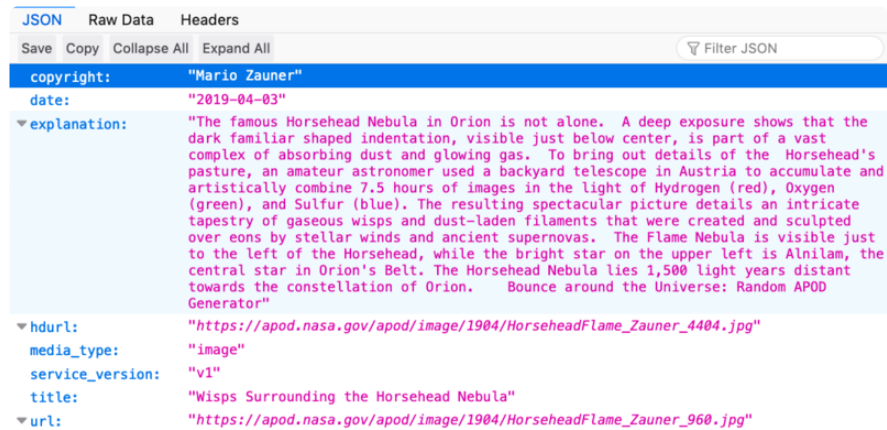 JSON Raw Data Headers
Save Copy Collapse All Expand All Filter JSON
copyright: "Mario Zauner"
date: "2019-04-03"
explanation: "The famous Horsehead Nebula in Orion is not alone.  A deep exposure shows that the
dark familiar shaped indentation, visible just below center, is part of a vast
complex of absorbing dust and glowing gas.  To bring out details of the  Horsehead's
pasture, an amateur astronomer used a backyard telescope in Austria to accumulate and
artistically combine 7.5 hours of images in the light of Hydrogen (red), Oxygen
(green), and Sulfur (blue). The resulting spectacular picture details an intricate
tapestry of gaseous wisps and dust-laden filaments that were created and sculpted
over eons by stellar winds and ancient supernovas.  The Flame Nebula is visible just
to the left of the Horsehead, while the bright star on the upper left is Alnilam, the
central star in Orion's Belt. The Horsehead Nebula lies 1,500 light years distant
towards the constellation of Orion.    Bounce around the Universe: Random APOD
Generator"
hdurl: "https://apod.nasa.gov/apod/image/1904/HorseheadFlame_Zauner_4404.jpg"
media_type: "image"
service_version: "v1"
title: "Wisps Surrounding the Horsehead Nebula"
url: "https://apod.nasa.gov/apod/image/1904/HorseheadFlame_Zauner_960.jpg"